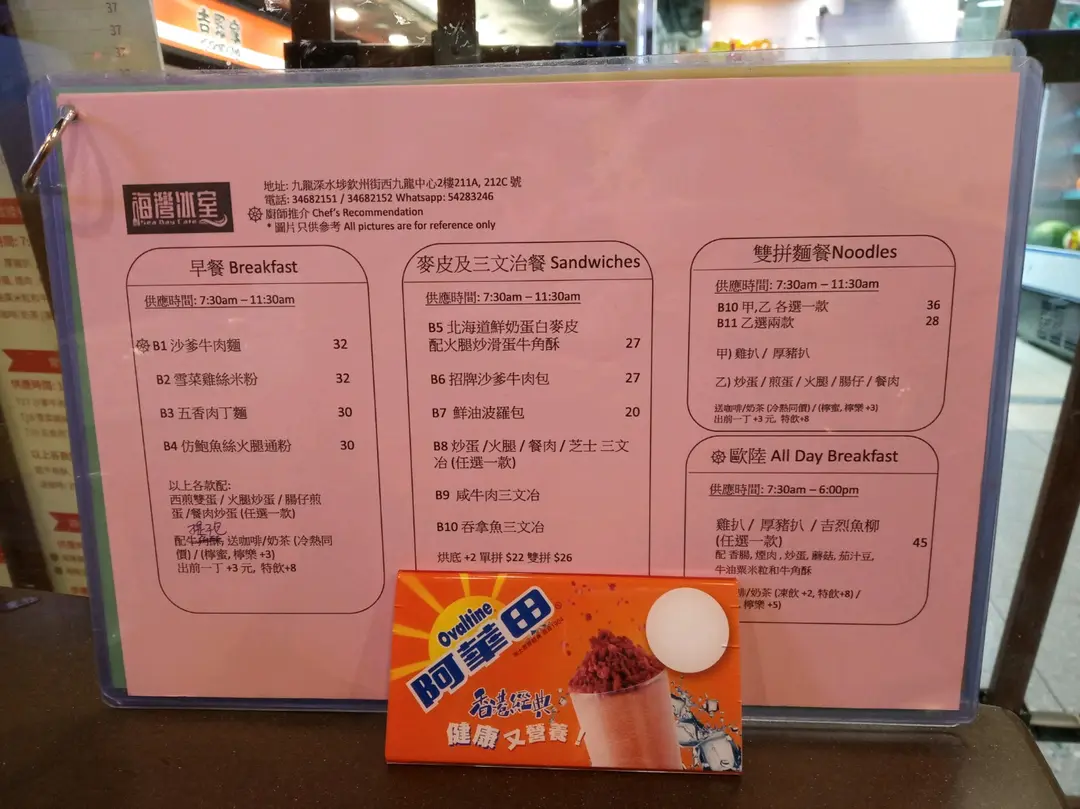 吉野家
37
37
37
海灣冰室
Sea Bay Cafe
地址: 九龍深水埗欽州街西九龍中心2樓211A, 212C 號
電話: 34682151 / 34682152 Whatsapp: 54283246
廚師推介 Chef's Recommendation
* 圖片只供參考 All pictures are for reference only
早餐 Breakfast
供應時間: 7:30am – 11:30am
B1 沙爹牛肉麵 32
B2 雪菜雞絲米粉 32
B3 五香肉丁麵 30
B4 仿鮑魚絲火腿通粉 30
以上各款配:
西煎雙蛋 / 火腿炒蛋 / 腸仔煎
蛋 /餐肉炒蛋 (任選一款)
配牛角酥, 送咖啡/奶茶 (冷熱同
價) / (檸蜜, 檸樂 +3)
出前一丁 +3 元, 特飲+8
麥皮及三文治餐 Sandwiches
供應時間: 7:30am – 11:30am
B5 北海道鮮奶蛋白麥皮
配火腿炒滑蛋牛角酥 27
B6 招牌沙爹牛肉包 27
B7 鮮油波羅包 20
B8 炒蛋 /火腿 / 餐肉 / 芝士 三文
冶 (任選一款)
B9 咸牛肉三文冶
B10 吞拿魚三文冶
烘底 +2 單拼 $22 雙拼 $26
雙拼麵餐Noodles
供應時間: 7:30am – 11:30am
B10 甲,乙 各選一款 36
B11 乙選兩款 28
甲) 雞扒 / 厚豬扒
乙) 炒蛋 / 煎蛋 / 火腿 / 腸仔 / 餐肉
送咖啡/奶茶 (冷熱同價) / (檸蜜, 檸樂 +3)
出前一丁 +3 元, 特飲+8
歐陸 All Day Breakfast
供應時間: 7:30am – 6:00pm
雞扒 / 厚豬扒 / 吉烈魚柳
(任選一款) 45
配 香腸, 煙肉, 炒蛋, 蘑菇, 茄汁豆,
牛油粟米粒和牛角酥
啡/奶茶 (凍飲 +2, 特飲+8) /
檸樂 +5)
Ovaltine
阿華田
香港經典
健康又營養!